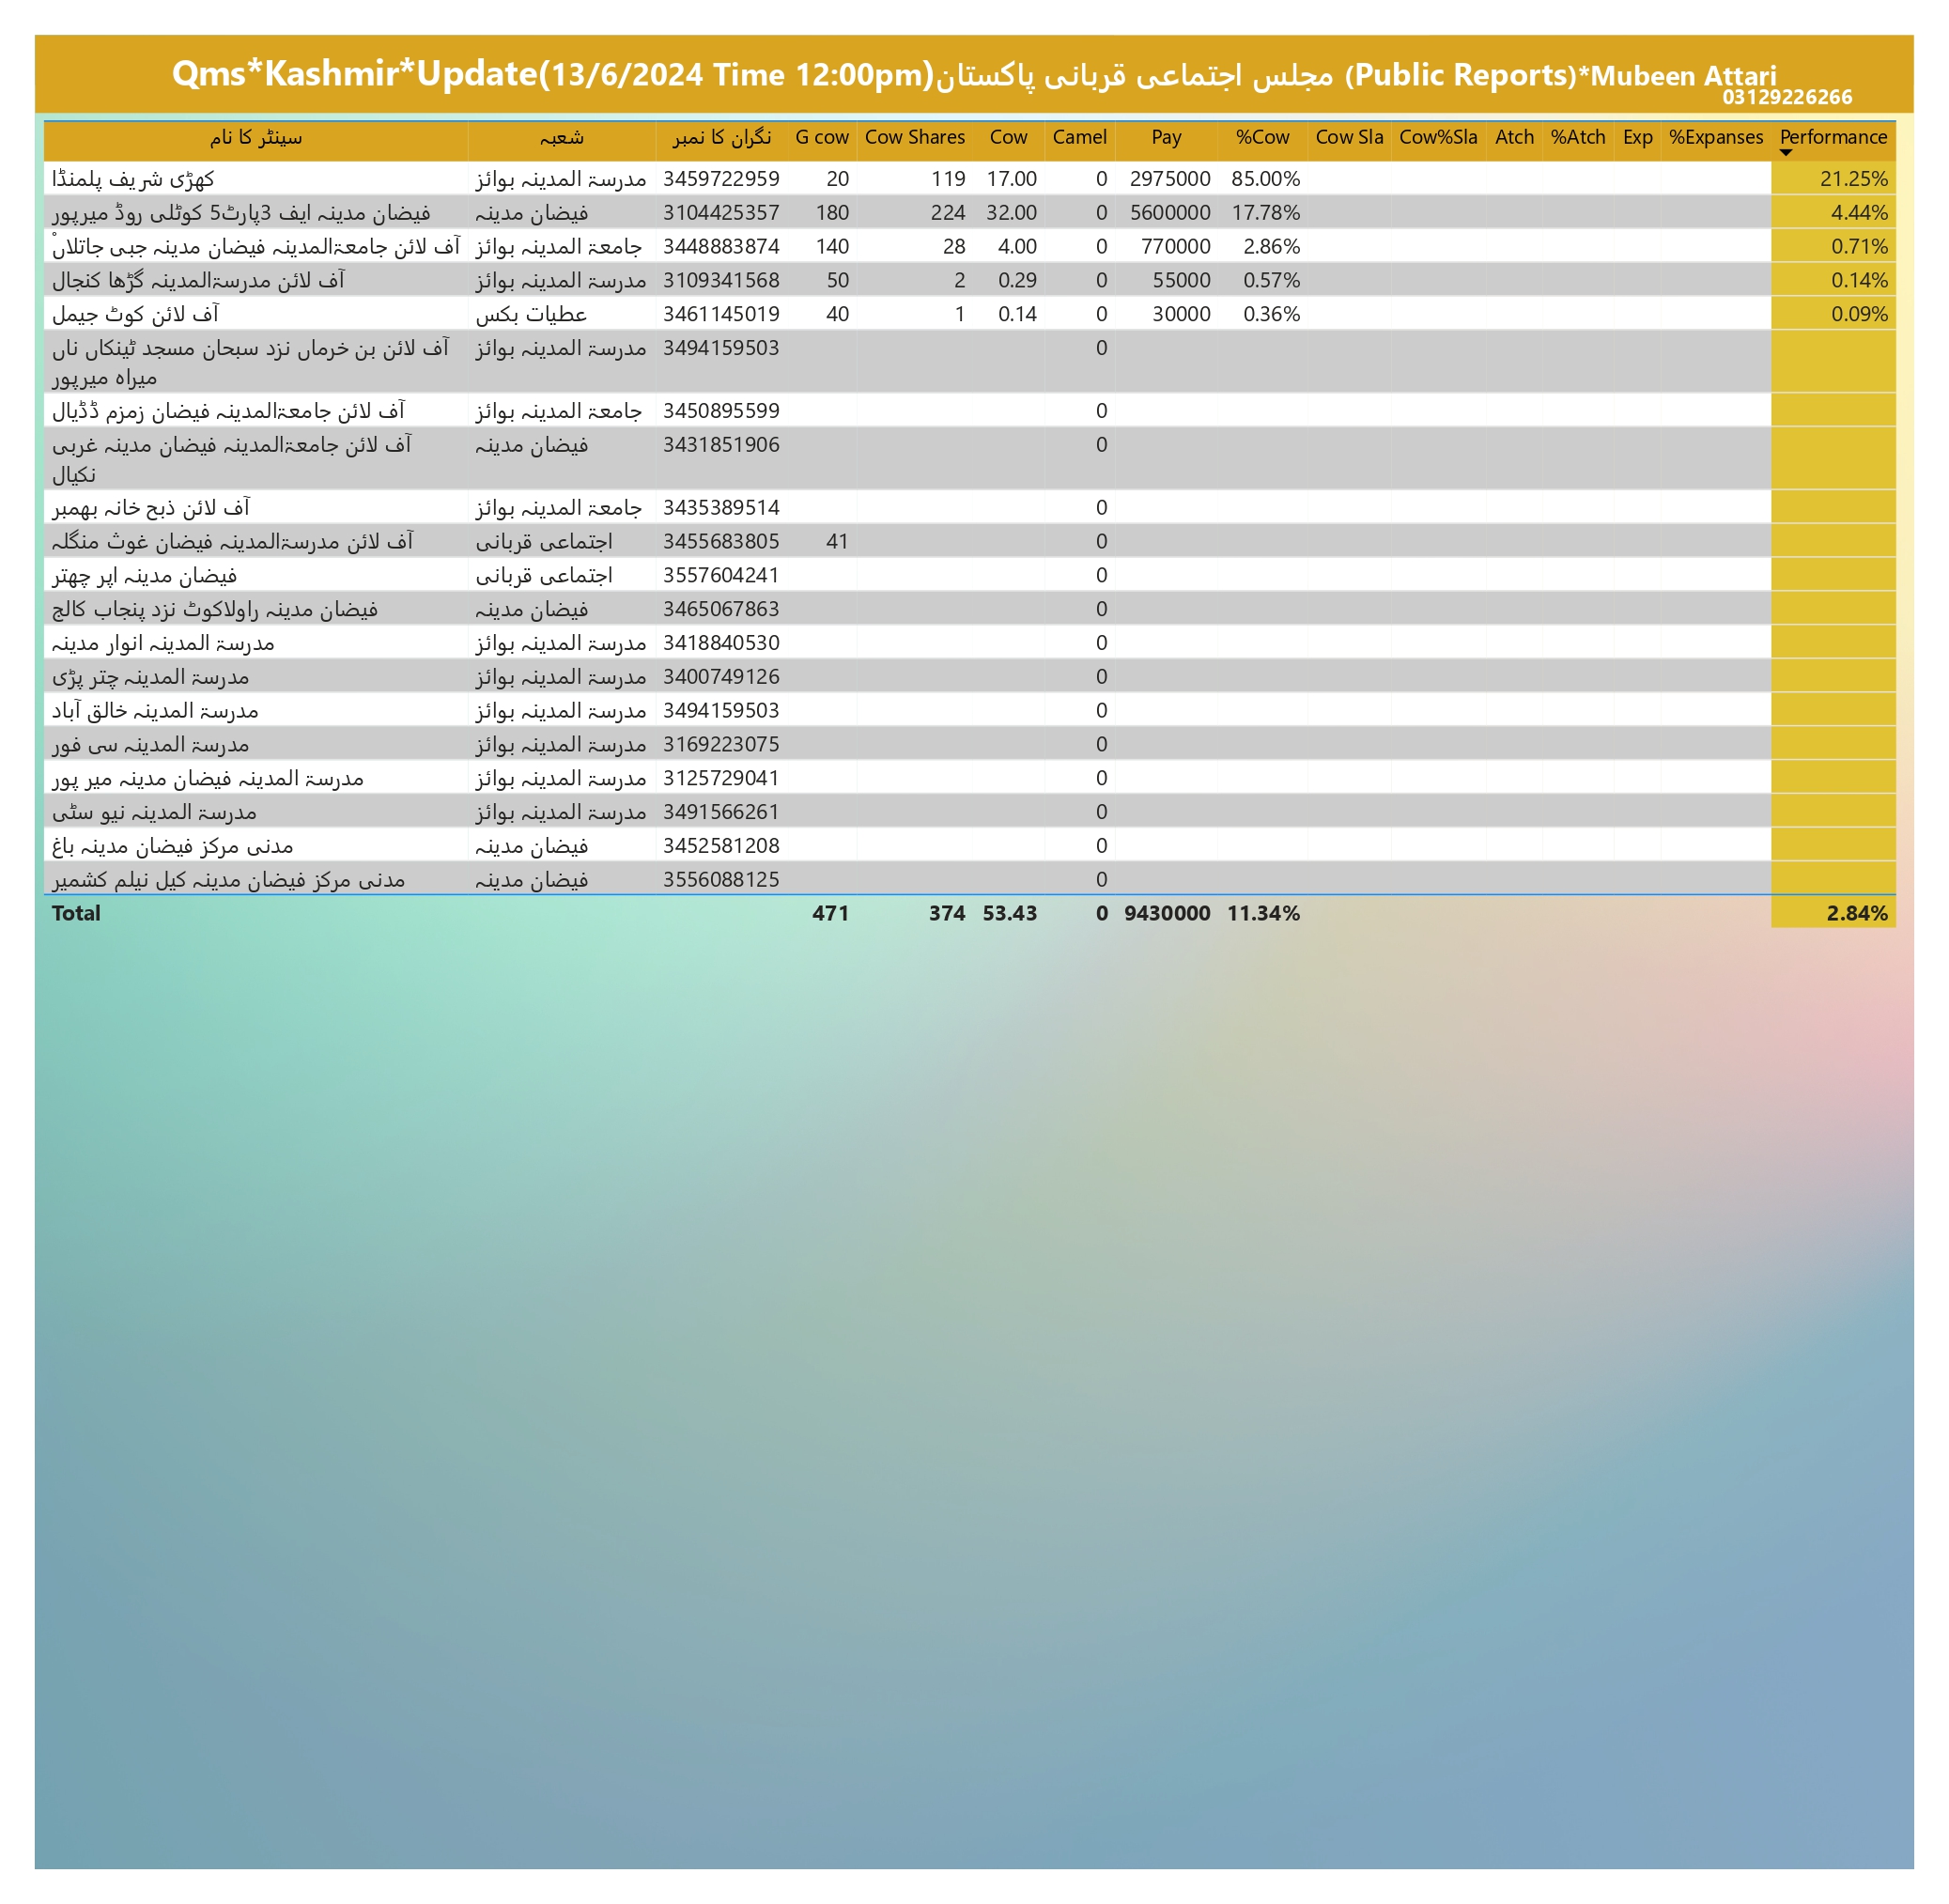 Qms*Kashmir*Update(13/6/2024 Time 12:00pm)مجلس اجتماعی قربانی پاکستان (Public Reports)*Mubeen Attari
03129226266
سینٹر کا نام شعبہ نگران کا نمبر G cow Cow Shares Cow Camel Pay %Cow Cow Sla Cow%Sla Atch %Atch Exp %Expanses Performance
کھڑی شریف پلمنڈا مدرسۃ المدینہ بوائز 3459722959 20 119 17.00 0 2975000 85.00% 21.25%
فیضان مدینہ ایف 3پارٹ5 کوٹلی روڈ میرپور فیضان مدینہ 3104425357 180 224 32.00 0 5600000 17.78% 4.44%
آف لائن جامعۃالمدینہ فیضان مدینہ جبی جاتلاںْ جامعۃ المدینہ بوائز 3448883874 140 28 4.00 0 770000 2.86% 0.71%
آف لائن مدرسۃالمدینہ گڑھا کنجال مدرسۃ المدینہ بوائز 3109341568 50 2 0.29 0 55000 0.57% 0.14%
آف لائن کوٹ جیمل عطیات بکس 3461145019 40 1 0.14 0 30000 0.36% 0.09%
آف لائن بن خرماں نزد سبحان مسجد ٹینکاں ناں مدرسۃ المدینہ بوائز 3494159503 0
میراہ میرپور
آف لائن جامعۃالمدینہ فیضان زمزم ڈڈیال جامعۃ المدینہ بوائز 3450895599 0
آف لائن جامعۃالمدینہ فیضان مدینہ غربی فیضان مدینہ 3431851906 0
نکیال
آف لائن ذبح خانہ بھمبر جامعۃ المدینہ بوائز 3435389514 0
آف لائن مدرسۃالمدینہ فیضان غوث منگلہ اجتماعی قربانی 3455683805 41 0
فیضان مدینہ اپر چھتر اجتماعی قربانی 3557604241 0
فیضان مدینہ راولاکوٹ نزد پنجاب کالج فیضان مدینہ 3465067863 0
مدرسۃ المدینہ انوار مدینہ مدرسۃ المدینہ بوائز 3418840530 0
مدرسۃ المدینہ چتر پڑی مدرسۃ المدینہ بوائز 3400749126 0
مدرسۃ المدینہ خالق آباد مدرسۃ المدینہ بوائز 3494159503 0
مدرسۃ المدینہ سی فور مدرسۃ المدینہ بوائز 3169223075 0
مدرسۃ المدینہ فیضان مدینہ میر پور مدرسۃ المدینہ بوائز 3125729041 0
مدرسۃ المدینہ نیو سٹی مدرسۃ المدینہ بوائز 3491566261 0
مدنی مرکز فیضان مدینہ باغ فیضان مدینہ 3452581208 0
مدنی مرکز فیضان مدینہ کیل نیلم کشمیر فیضان مدینہ 3556088125 0
Total 471 374 53.43 0 9430000 11.34% 2.84%